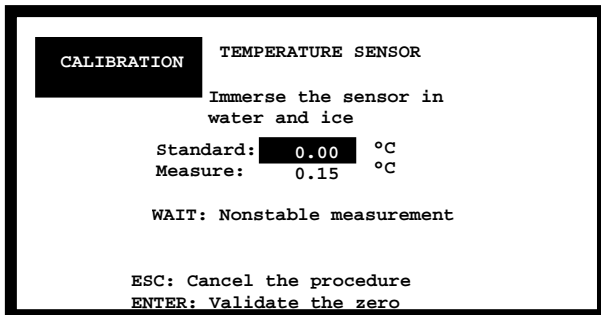 CALIBRATION
TEMPERATURE SENSOR
Immerse the sensor in
water and ice
Standard: 0.00 °C
Measure: 0.15 °C
WAIT: Nonstable measurement
ESC: Cancel the procedure
ENTER: Validate the zero